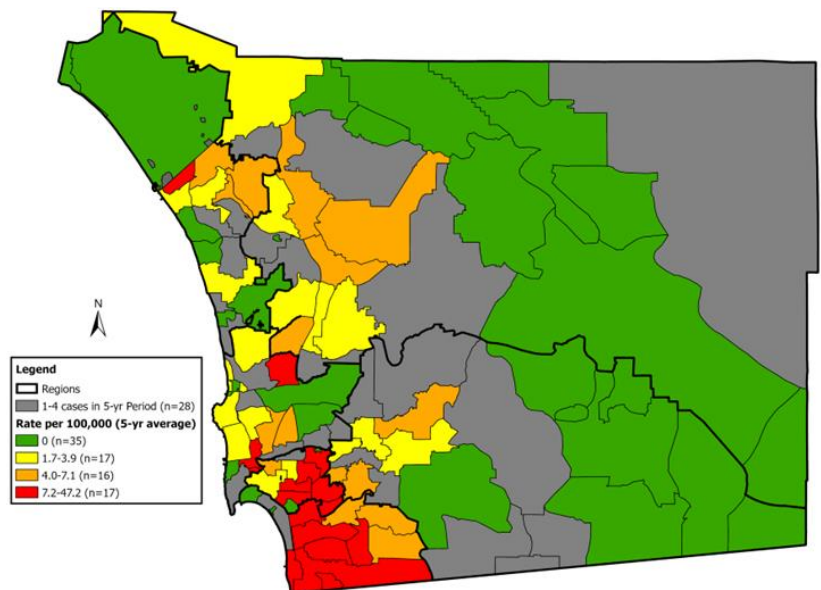 N
Legend
Regions
1-4 cases in 5-yr Period (n=28)
Rate per 100,000 (5-yr average)
0 (n=35)
1.7-3.9 (n=17)
4.0-7.1 (n=16)
7.2-47.2 (n=17)